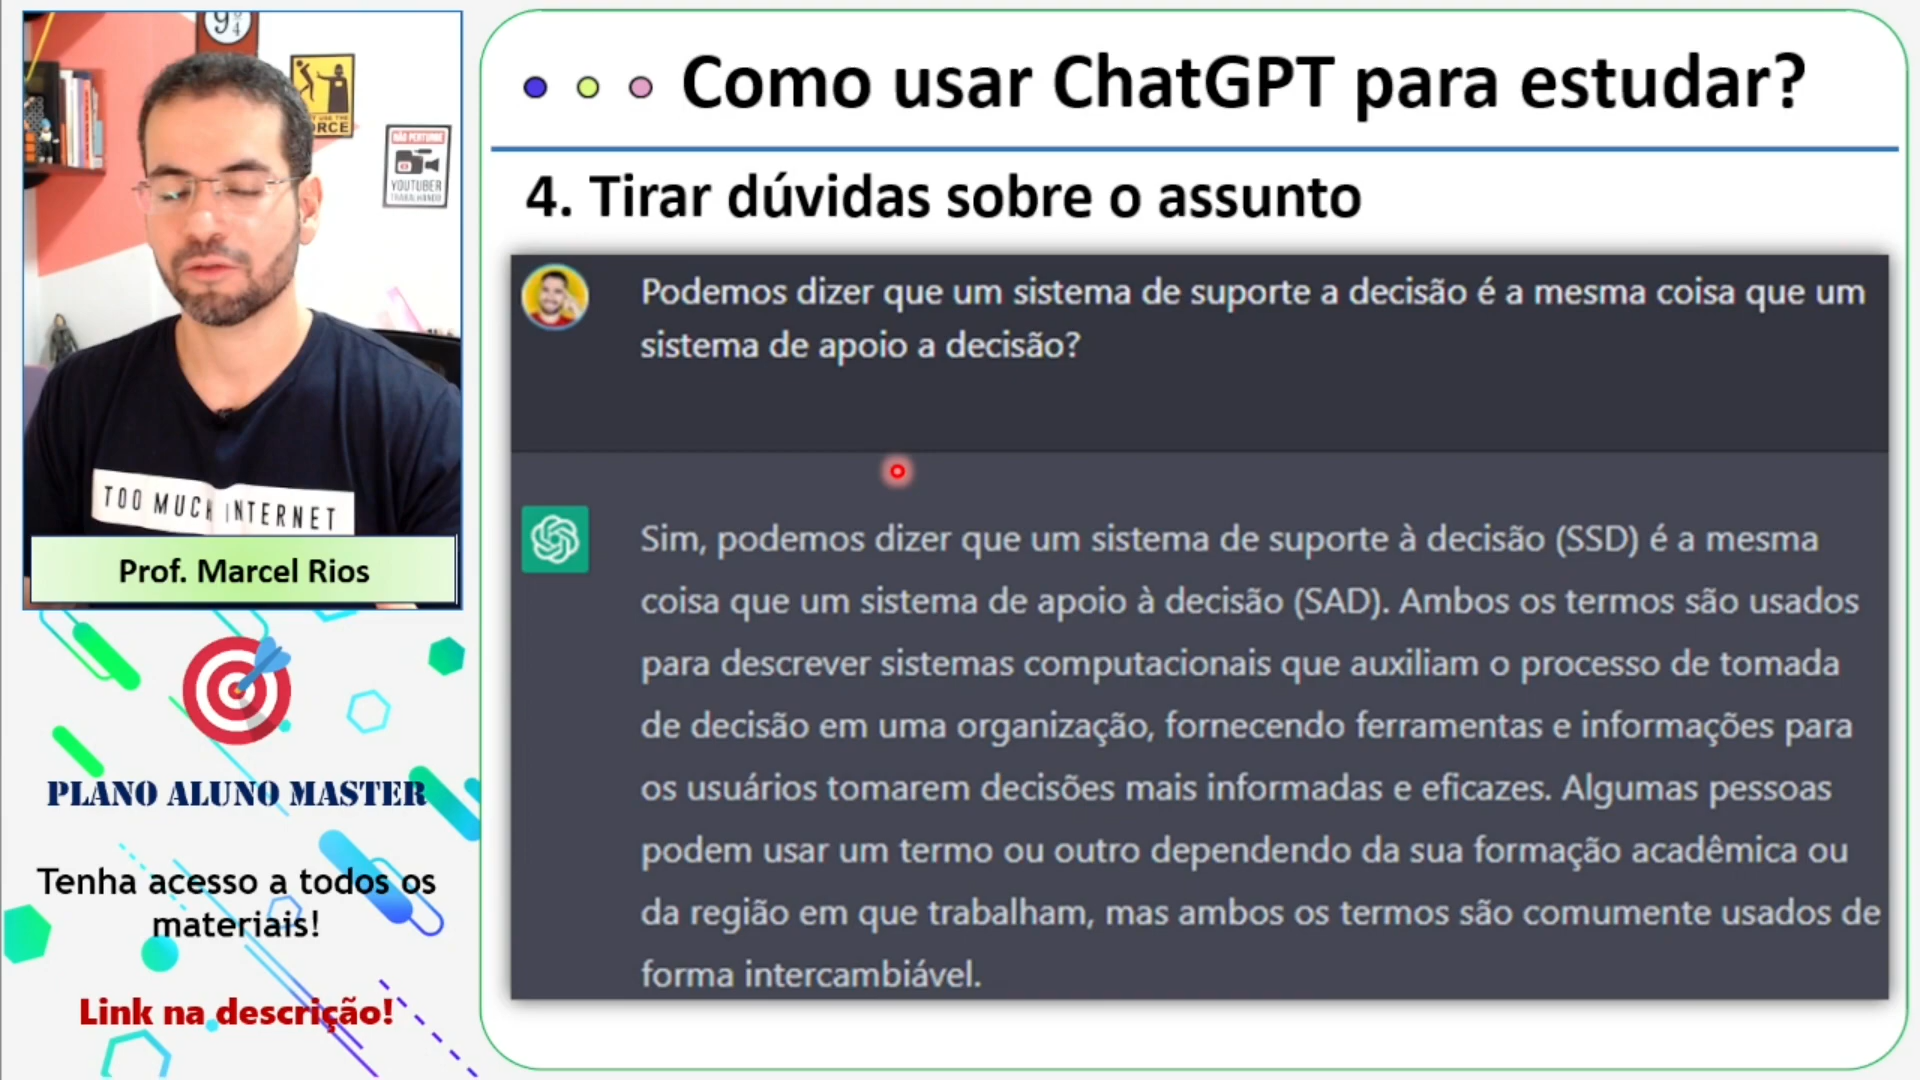 9¾
RCE
NÃO PERTURBE
YOUTUBER
TRABALHANDO
TOO MUCH INTERNET
Prof. Marcel Rios
PLANO ALUNO MASTER
Tenha acesso a todos os
materiais!
Link na descrição!
Como usar ChatGPT para estudar?
4. Tirar dúvidas sobre o assunto
Podemos dizer que um sistema de suporte a decisão é a mesma coisa que um
sistema de apoio a decisão?
Sim, podemos dizer que um sistema de suporte à decisão (SSD) é a mesma
coisa que um sistema de apoio à decisão (SAD). Ambos os termos são usados
para descrever sistemas computacionais que auxiliam o processo de tomada
de decisão em uma organização, fornecendo ferramentas e informações para
os usuários tomarem decisões mais informadas e eficazes. Algumas pessoas
podem usar um termo ou outro dependendo da sua formação acadêmica ou
da região em que trabalham, mas ambos os termos são comumente usados de
forma intercambiável.